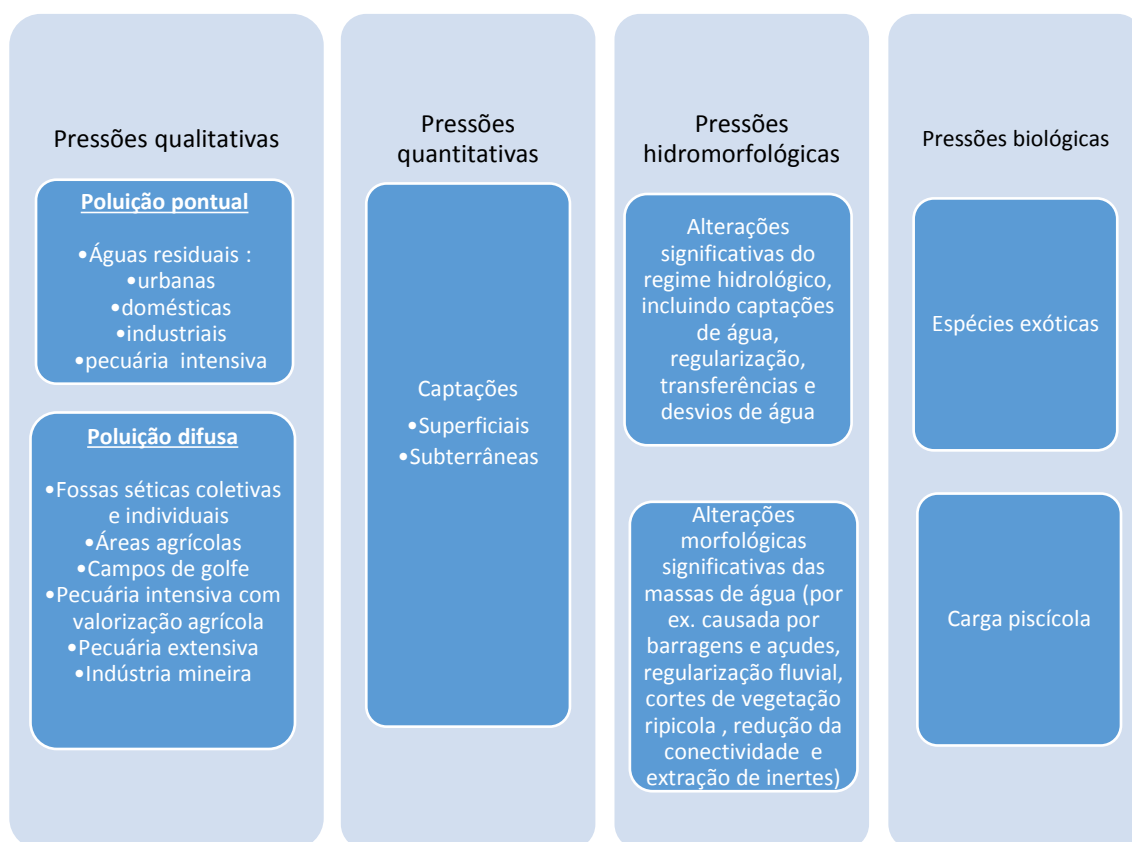 Pressões qualitativas
Poluição pontual
•Águas residuais :
•urbanas
•domésticas
•industriais
•pecuária intensiva
Poluição difusa
•Fossas séticas coletivas
e individuais
•Áreas agrícolas
•Campos de golfe
•Pecuária intensiva com
valorização agrícola
•Pecuária extensiva
•Indústria mineira
Pressões
quantitativas
Captações
•Superficiais
•Subterrâneas
Pressões
hidromorfológicas
Alterações
significativas do
regime hidrológico,
incluindo captações
de água,
regularização,
transferências e
desvios de água
Alterações
morfológicas
significativas das
massas de água (por
ex. causada por
barragens e açudes,
regularização fluvial,
cortes de vegetação
ripicola , redução da
conectividade e
extração de inertes)
Pressões biológicas
Espécies exóticas
Carga piscícola